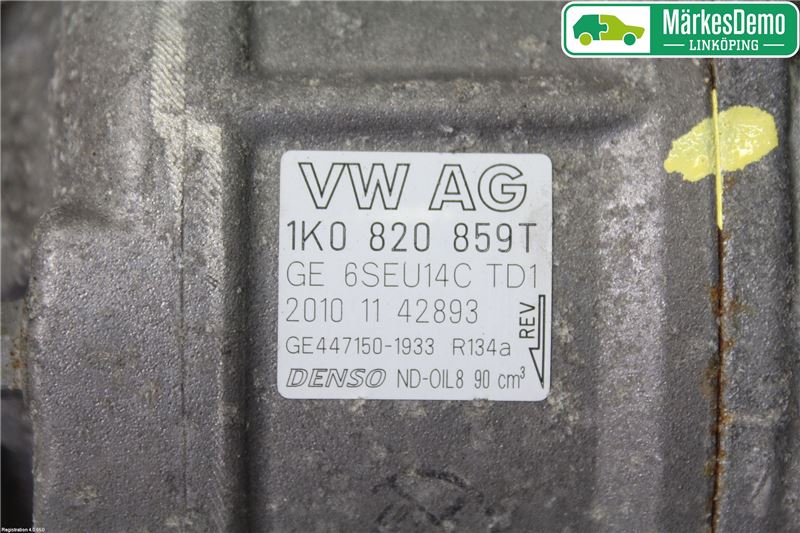 MärkesDemo
LINKÖPING
VW AG
1K0 820 859T
GE 6SEU14C TD1
2010 11 42893
REV
GE447150-1933 R134a
DENSO ND-OIL8 90 cm³